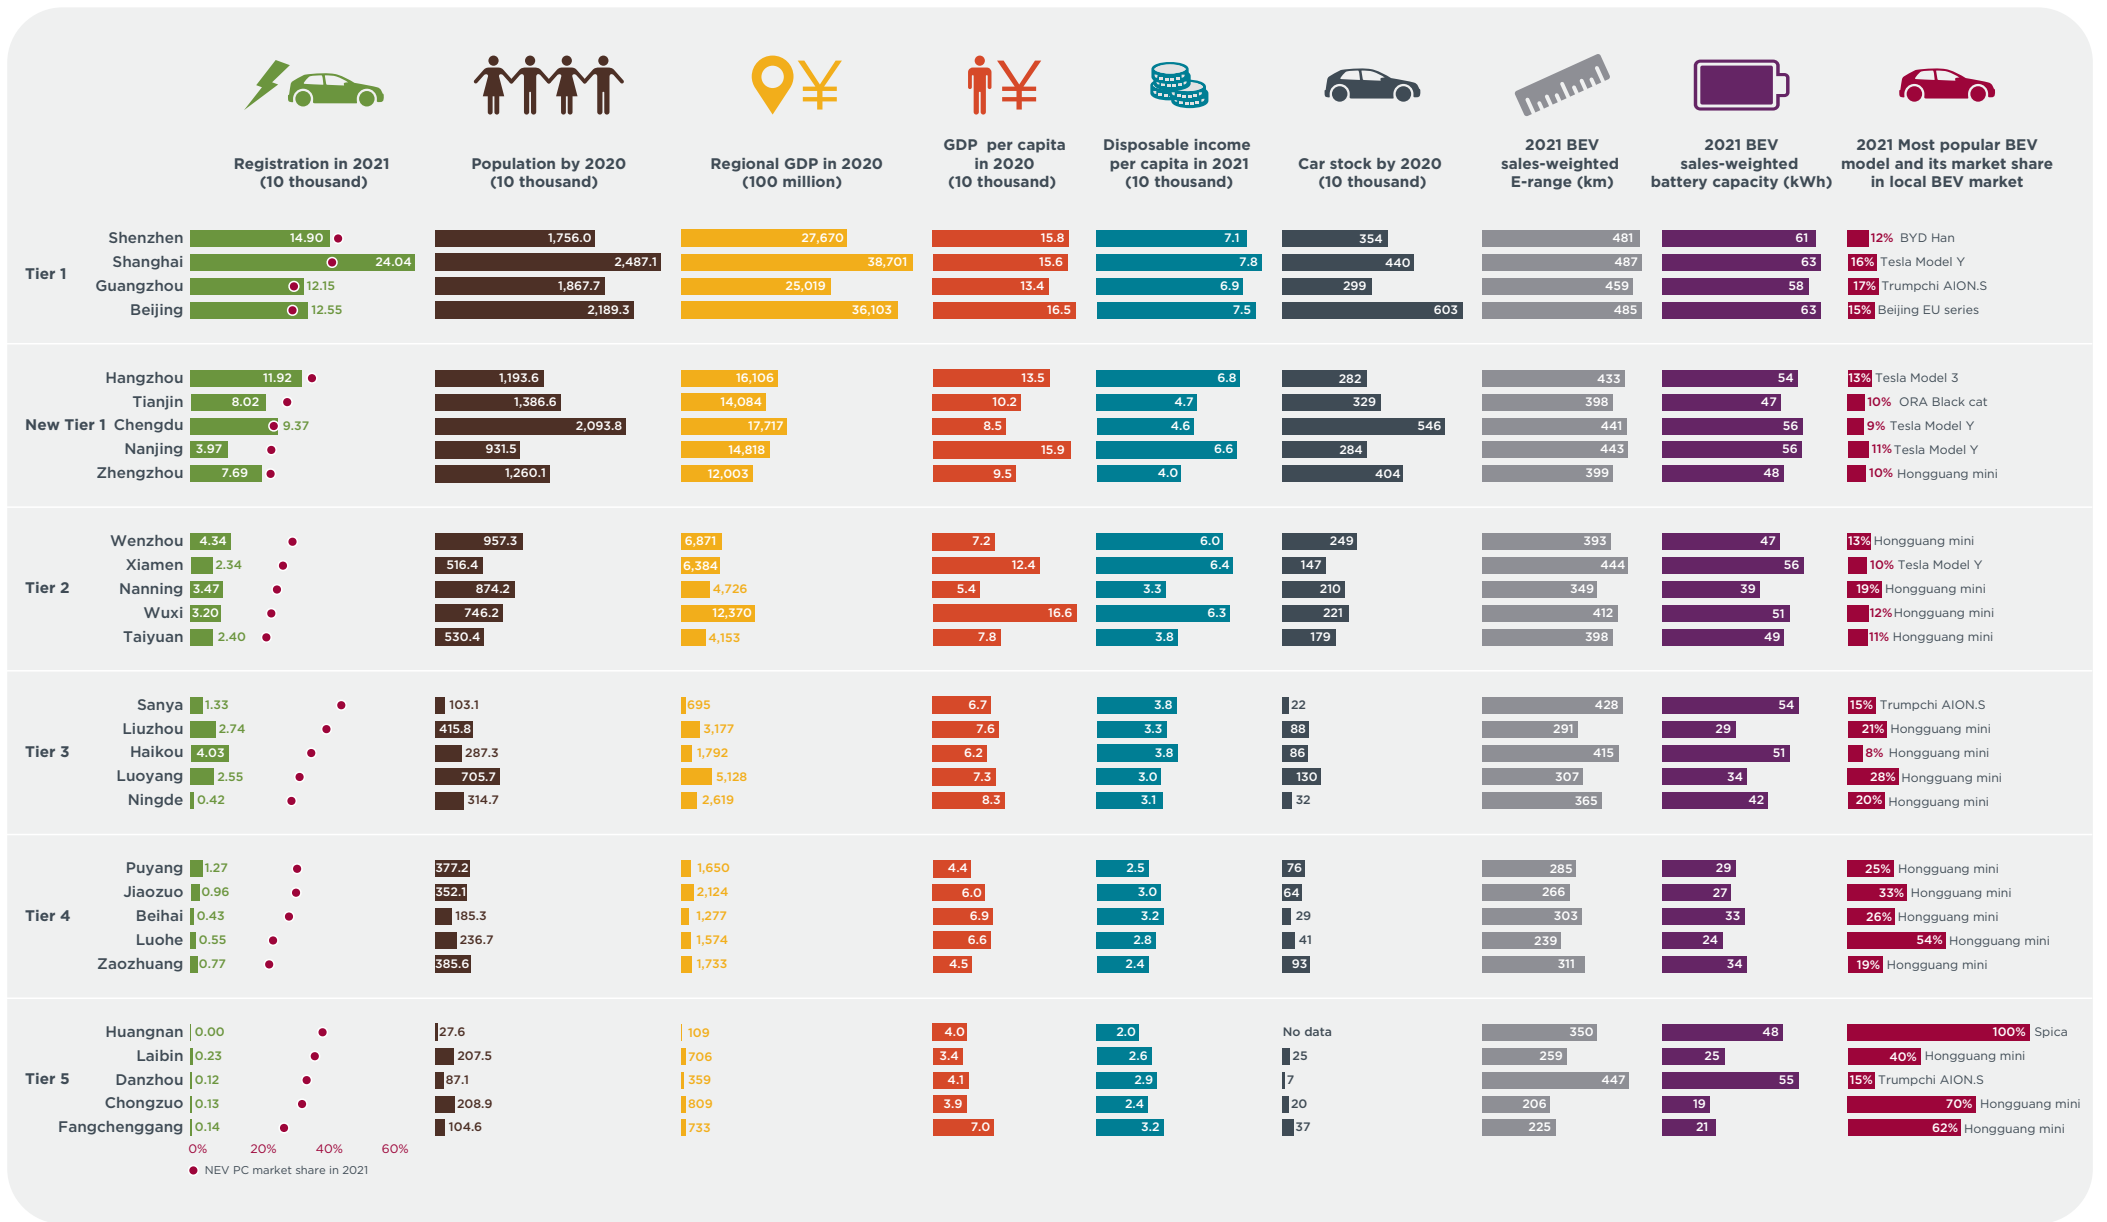 Registration in 2021
(10 thousand)
Population by 2020
(10 thousand)
Regional GDP in 2020
(100 million)
GDP per capita
in 2020
(10 thousand)
Disposable income
per capita in 2021
(10 thousand)
Car stock by 2020
(10 thousand)
2021 BEV
sales-weighted
E-range (km)
2021 BEV
sales-weighted
battery capacity (kWh)
2021 Most popular BEV
model and its market share
in local BEV market
Tier 1
Shenzhen 14.90 1,756.0 27,670 15.8 7.1 354 481 61 12% BYD Han
Shanghai 24.04 2,487.1 38,701 15.6 7.8 440 487 63 16% Tesla Model Y
Guangzhou 12.15 1,867.7 25,019 13.4 6.9 299 459 58 17% Trumpchi AION.S
Beijing 12.55 2,189.3 36,103 16.5 7.5 603 485 63 15% Beijing EU series
New Tier 1
Hangzhou 11.92 1,193.6 16,106 13.5 6.8 282 433 54 13% Tesla Model 3
Tianjin 8.02 1,386.6 14,084 10.2 4.7 329 398 47 10% ORA Black cat
Chengdu 9.37 2,093.8 17,717 8.5 4.6 546 441 56 9% Tesla Model Y
Nanjing 3.97 931.5 14,818 15.9 6.6 284 443 56 11% Tesla Model Y
Zhengzhou 7.69 1,260.1 12,003 9.5 4.0 404 399 48 10% Hongguang mini
Tier 2
Wenzhou 4.34 957.3 6,871 7.2 6.0 249 393 47 13% Hongguang mini
Xiamen 2.34 516.4 6,384 12.4 6.4 147 444 56 10% Tesla Model Y
Nanning 3.47 874.2 4,726 5.4 3.3 210 349 39 19% Hongguang mini
Wuxi 3.20 746.2 12,370 16.6 6.3 221 412 51 12% Hongguang mini
Taiyuan 2.40 530.4 4,153 7.8 3.8 179 398 49 11% Hongguang mini
Tier 3
Sanya 1.33 103.1 695 6.7 3.8 22 428 54 15% Trumpchi AION.S
Liuzhou 2.74 415.8 3,177 7.6 3.3 88 291 29 21% Hongguang mini
Haikou 4.03 287.3 1,792 6.2 3.8 86 415 51 8% Hongguang mini
Luoyang 2.55 705.7 5,128 7.3 3.0 130 307 34 28% Hongguang mini
Ningde 0.42 314.7 2,619 8.3 3.1 32 365 42 20% Hongguang mini
Tier 4
Puyang 1.27 377.2 1,650 4.4 2.5 76 285 29 25% Hongguang mini
Jiaozuo 0.96 352.1 2,124 6.0 3.0 64 266 27 33% Hongguang mini
Beihai 0.43 185.3 1,277 6.9 3.2 29 303 33 26% Hongguang mini
Luohe 0.55 236.7 1,574 6.6 2.8 41 239 24 54% Hongguang mini
Zaozhuang 0.77 385.6 1,733 4.5 2.4 93 311 34 19% Hongguang mini
Tier 5
Huangnan 0.00 27.6 109 4.0 2.0 No data 350 48 100% Spica
Laibin 0.23 207.5 706 3.4 2.6 25 259 25 40% Hongguang mini
Danzhou 0.12 87.1 359 4.1 2.9 7 447 55 15% Trumpchi AION.S
Chongzuo 0.13 208.9 809 3.9 2.4 20 206 19 70% Hongguang mini
Fangchenggang 0.14 104.6 733 7.0 3.2 37 225 21 62% Hongguang mini
0% 20% 40% 60%
NEV PC market share in 2021